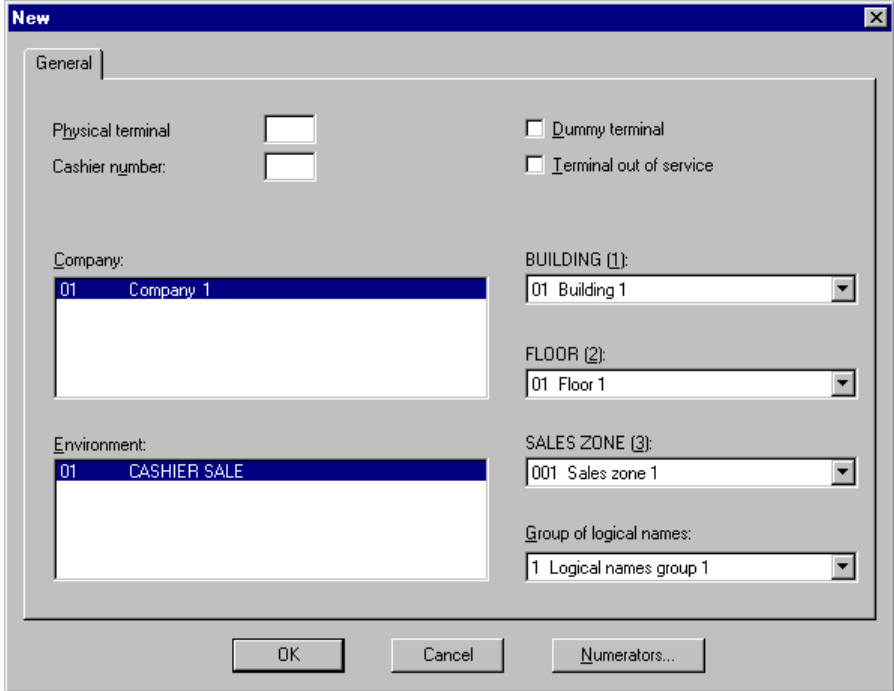 New
General
Physical terminal
Dummy terminal
Cashier number:
Terminal out of service
Company:
01 Company 1
BUILDING (1):
01 Building 1
FLOOR (2):
01 Floor 1
Environment:
01 CASHIER SALE
SALES ZONE (3):
001 Sales zone 1
Group of logical names:
1 Logical names group 1
OK
Cancel
Numerators...